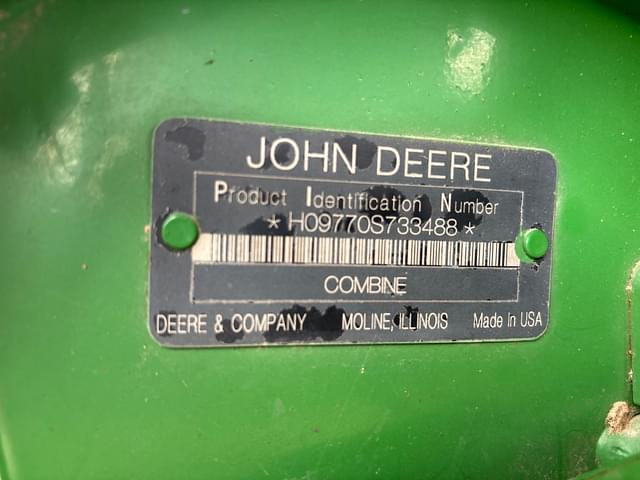 JOHN DEERE
Product Identification Number
* H09770S733488 *
COMBINE
DEERE & COMPANY MOLINE, ILLINOIS Made In USA